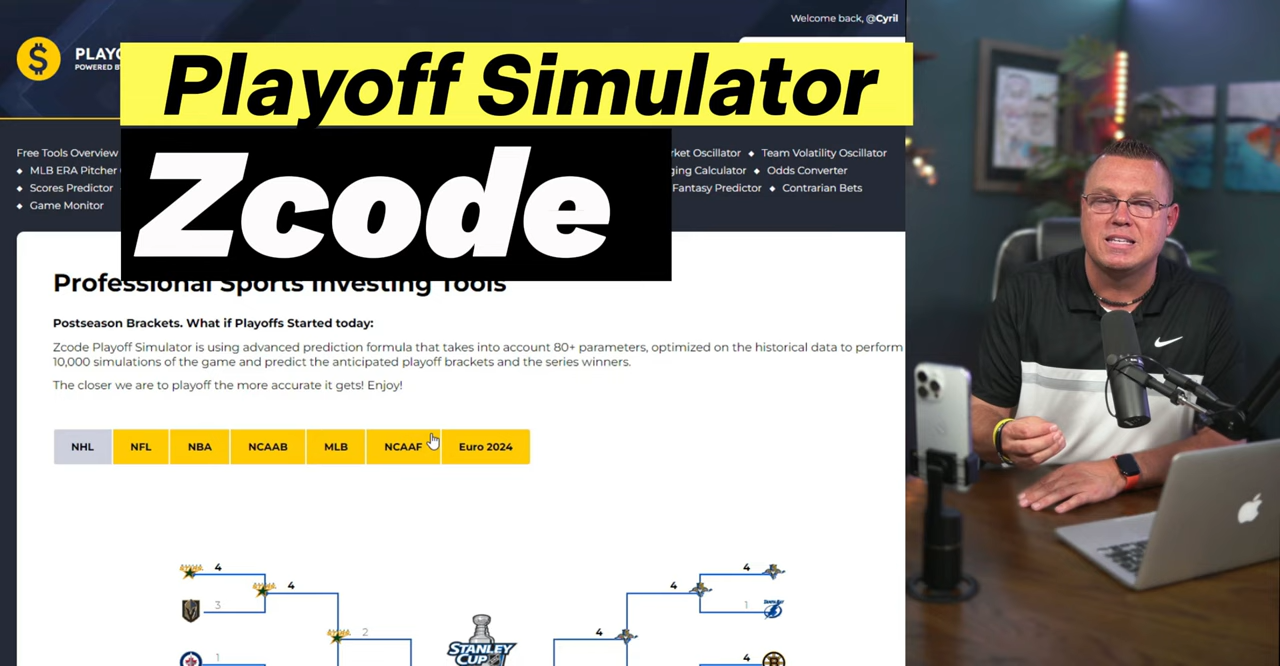 Welcome back, @Cyril
PLAYO
POWERED B
Playoff Simulator
Zcode
Free Tools Overview
rket Oscillator ◆ Team Volatility Oscillator
◆ MLB ERA Pitcher
ging Calculator ◆ Odds Converter
◆ Scores Predictor
Fantasy Predictor ◆ Contrarian Bets
◆ Game Monitor
Professional Sports Investing Tools
Postseason Brackets. What if Playoffs Started today:
Zcode Playoff Simulator is using advanced prediction formula that takes into account 80+ parameters, optimized on the historical data to perform
10,000 simulations of the game and predict the anticipated playoff brackets and the series winners.
The closer we are to playoff the more accurate it gets! Enjoy!
NHL NFL NBA NCAAB MLB NCAAF Euro 2024
4 4
4 4
3 1
2 4
STANLEY
CUP
1 4